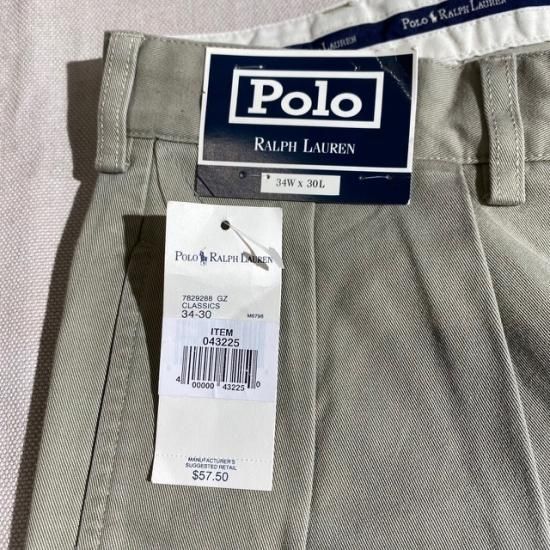 POLO RALPH LAUREN
LAUREN
Polo
RALPH LAUREN
34W x 30L
POLO RALPH LAUREN
7829288 GZ
CLASSICS
34-30
M6798
ITEM
043225
4 00000 43225 0
MANUFACTURER'S
SUGGESTED RETAIL
$57.50